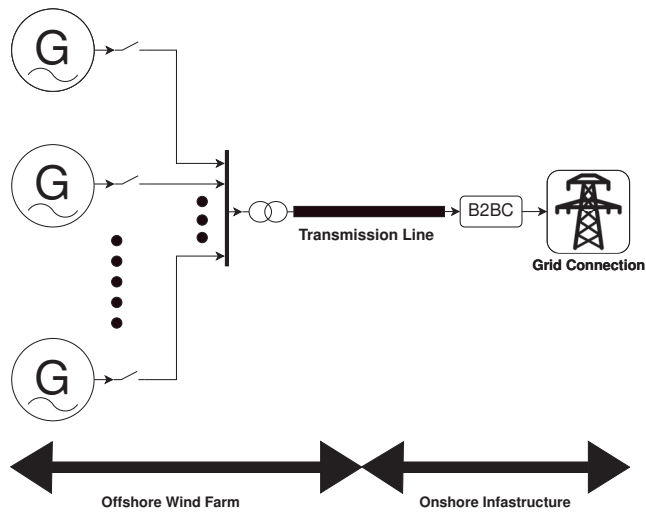 G
G
G
Transmission Line
B2BC
Grid Connection
Offshore Wind Farm
Onshore Infastructure